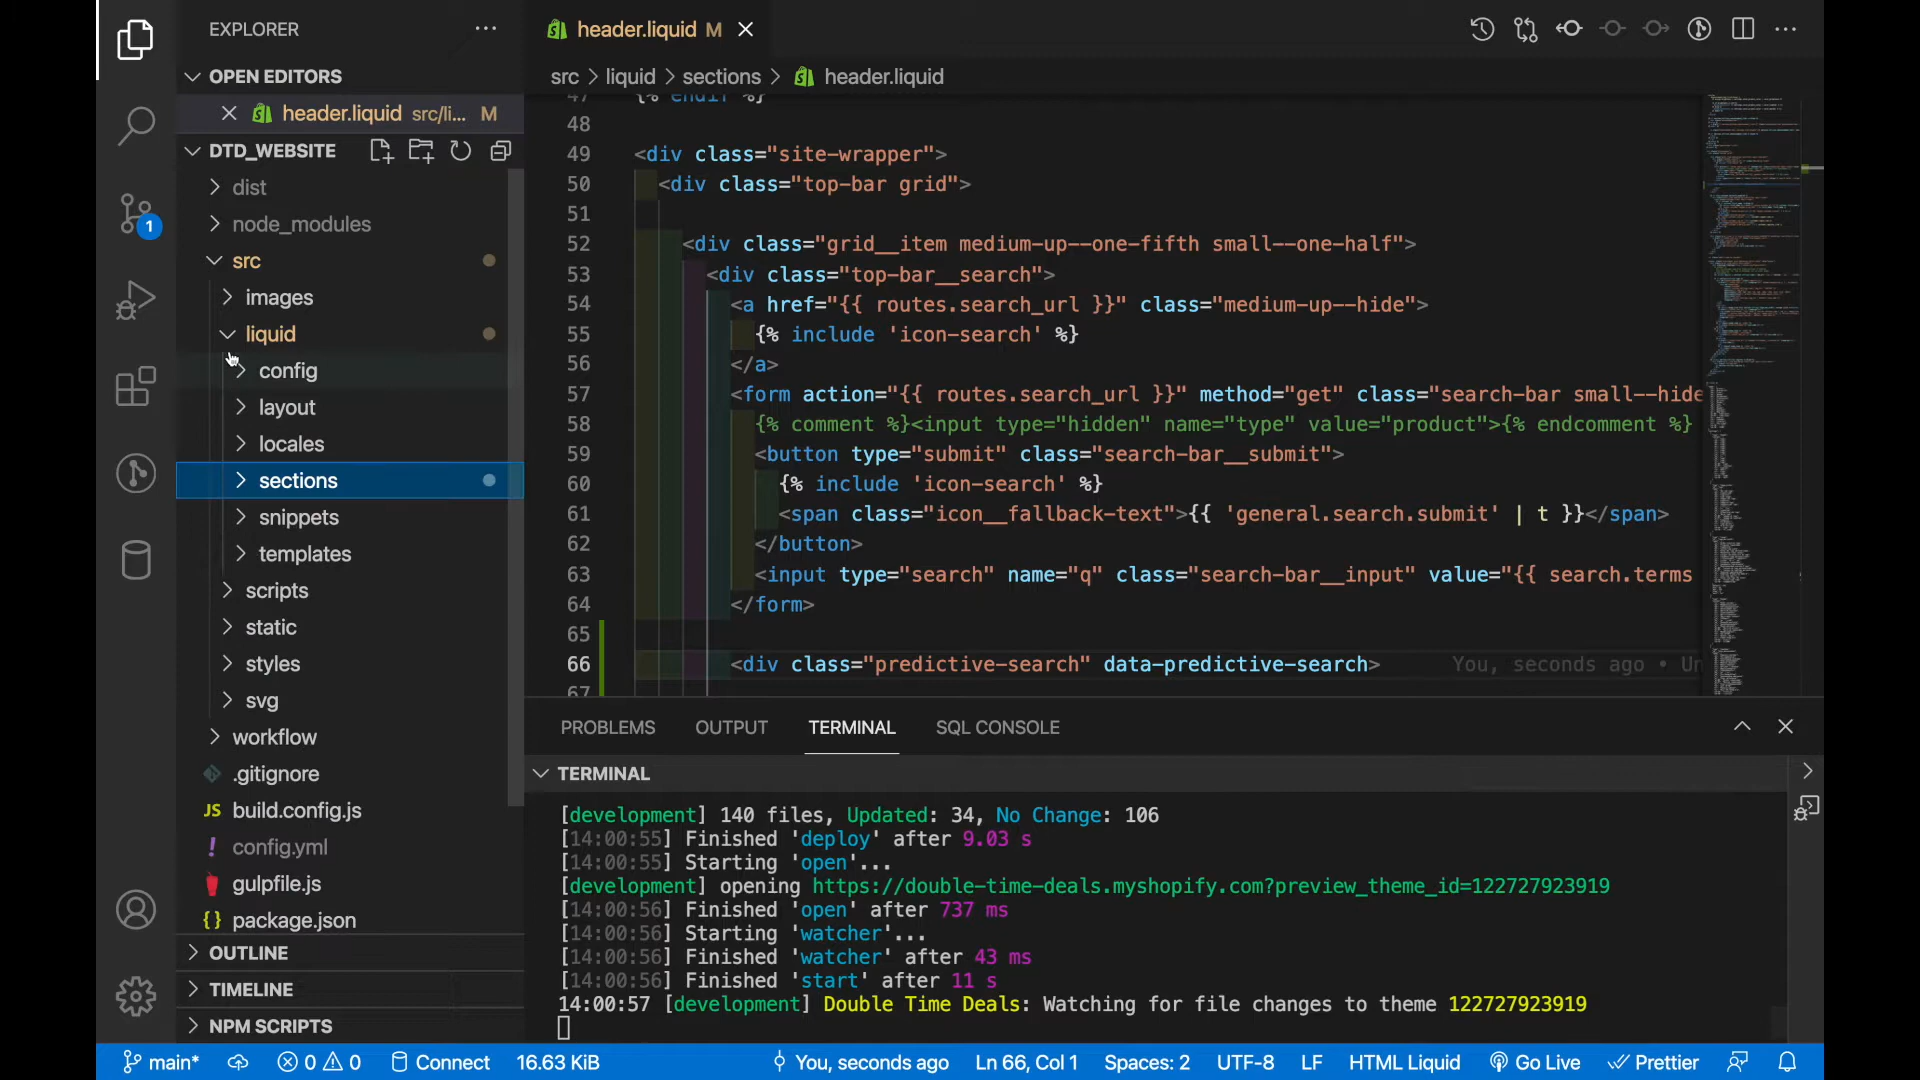 EXPLORER
OPEN EDITORS
header.liquid src/li... M
DTD_WEBSITE
dist
node_modules
src
images
liquid
config
layout
locales
sections
snippets
templates
scripts
static
styles
svg
workflow
.gitignore
JS build.config.js
! config.yml
gulpfile.js
{} package.json
OUTLINE
TIMELINE
NPM SCRIPTS
1
header.liquid M
src > liquid > sections > header.liquid
47 {% endif %}
48
49 <div class="site-wrapper">
50 <div class="top-bar grid">
51
52 <div class="grid__item medium-up--one-fifth small--one-half">
53 <div class="top-bar__search">
54 <a href="{{ routes.search_url }}" class="medium-up--hide">
55 {% include 'icon-search' %}
56 </a>
57 <form action="{{ routes.search_url }}" method="get" class="search-bar small--hide
58 {% comment %}<input type="hidden" name="type" value="product">{% endcomment %}
59 <button type="submit" class="search-bar__submit">
60 {% include 'icon-search' %}
61 <span class="icon__fallback-text">{{ 'general.search.submit' | t }}</span>
62 </button>
63 <input type="search" name="q" class="search-bar__input" value="{{ search.terms
64 </form>
65
66 <div class="predictive-search" data-predictive-search> You, seconds ago • Un
67
PROBLEMS OUTPUT TERMINAL SQL CONSOLE
TERMINAL
[development] 140 files, Updated: 34, No Change: 106
[14:00:55] Finished 'deploy' after 9.03 s
[14:00:55] Starting 'open'...
[development] opening https://double-time-deals.myshopify.com?preview_theme_id=122727923919
[14:00:56] Finished 'open' after 737 ms
[14:00:56] Starting 'watcher'...
[14:00:56] Finished 'watcher' after 43 ms
[14:00:56] Finished 'start' after 11 s
14:00:57 [development] Double Time Deals: Watching for file changes to theme 122727923919
main* 0 0 Connect 16.63 KiB You, seconds ago Ln 66, Col 1 Spaces: 2 UTF-8 LF HTML Liquid Go Live Prettier